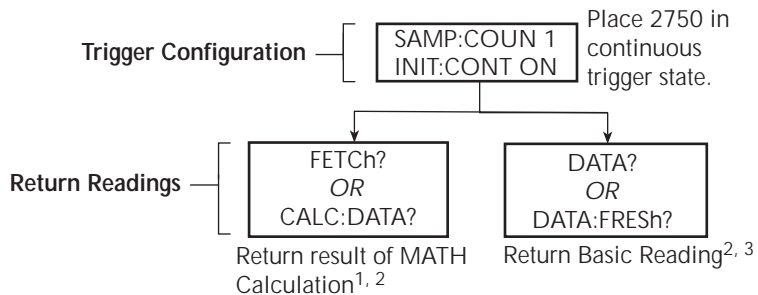 Trigger Configuration
SAMP:COUN 1
INIT:CONT ON
Place 2750 in
continuous
trigger state.
Return Readings
FETCh?
OR
CALC:DATA?
DATA?
OR
DATA:FRESh?
Return result of MATH
Calculation1, 2
Return Basic Reading2, 3